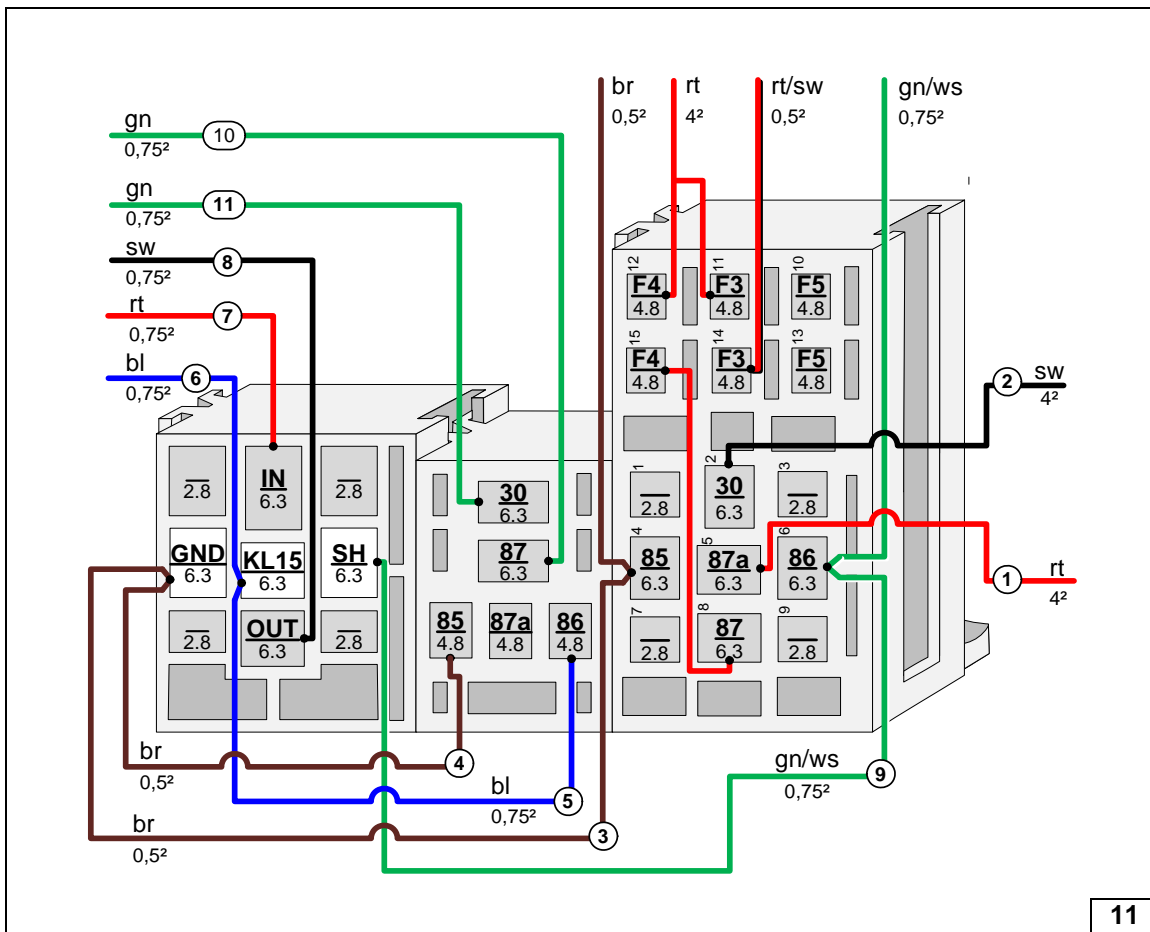 br
0,5²
rt
4²
rt/sw
0,5²
gn/ws
0,75²
gn
0,75²
10
gn
0,75²
11
sw
0,75²
8
rt
0,75²
7
bl
0,75²
6
12
F4
4.8
11
F3
4.8
10
F5
4.8
15
F4
4.8
14
F3
4.8
13
F5
4.8
2
sw
4²
2.8
IN
6.3
2.8
GND
6.3
KL15
6.3
SH
6.3
2.8
OUT
6.3
2.8
30
6.3
87
6.3
85
4.8
87a
4.8
86
4.8
1
2.8
2
30
6.3
3
2.8
4
85
6.3
5
87a
6.3
6
86
6.3
7
2.8
8
87
6.3
9
2.8
1
rt
4²
br
0,5²
4
bl
0,75²
5
br
0,5²
3
gn/ws
0,75²
9
11